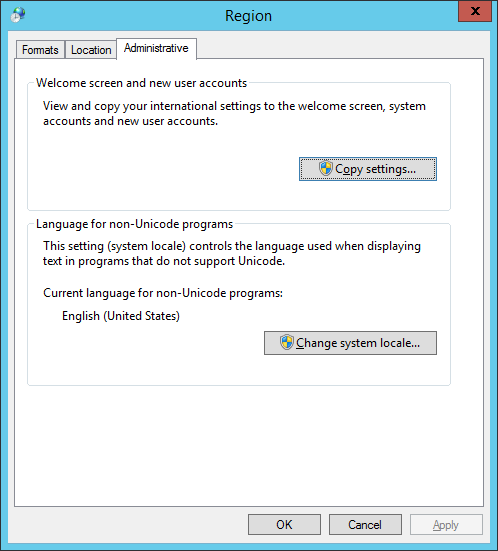 Region
x
Formats Location Administrative
Welcome screen and new user accounts
View and copy your international settings to the welcome screen, system
accounts and new user accounts.
Copy settings...
Language for non-Unicode programs
This setting (system locale) controls the language used when displaying
text in programs that do not support Unicode.
Current language for non-Unicode programs:
English (United States)
Change system locale...
OK Cancel Apply